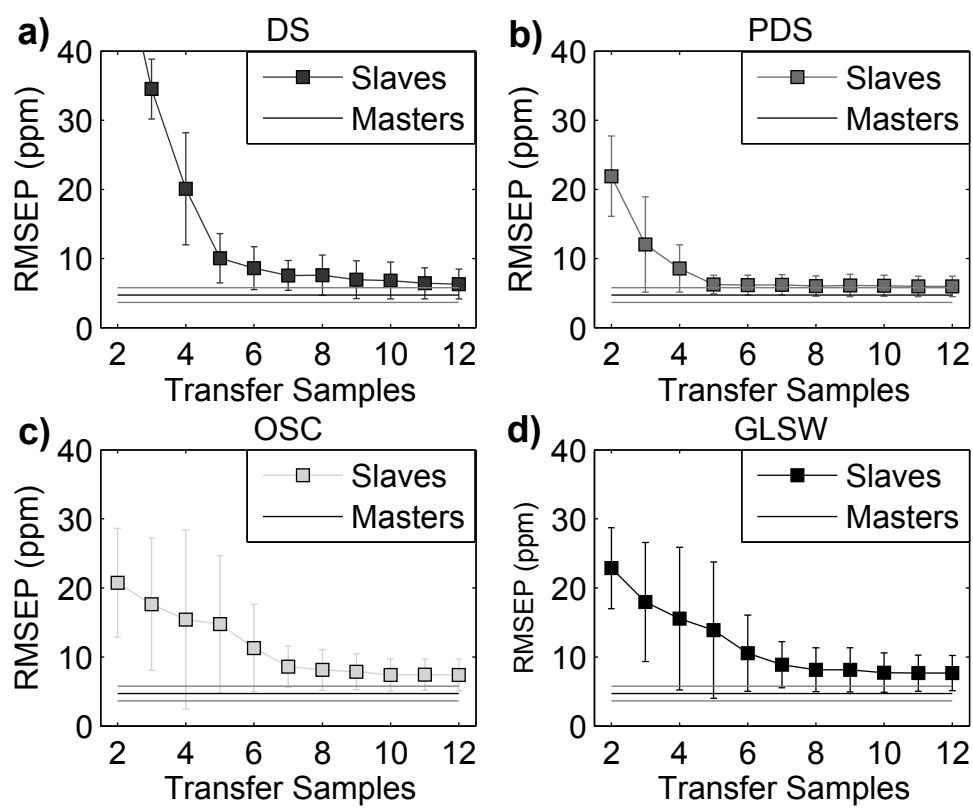 a)
DS
40
30
20
10
0
RMSEP (ppm)
Slaves
Masters
2 4 6 8 10 12
Transfer Samples
b)
PDS
40
30
20
10
0
RMSEP (ppm)
Slaves
Masters
2 4 6 8 10 12
Transfer Samples
c)
OSC
40
30
20
10
0
RMSEP (ppm)
Slaves
Masters
2 4 6 8 10 12
Transfer Samples
d)
GLSW
40
30
20
10
0
RMSEP (ppm)
Slaves
Masters
2 4 6 8 10 12
Transfer Samples